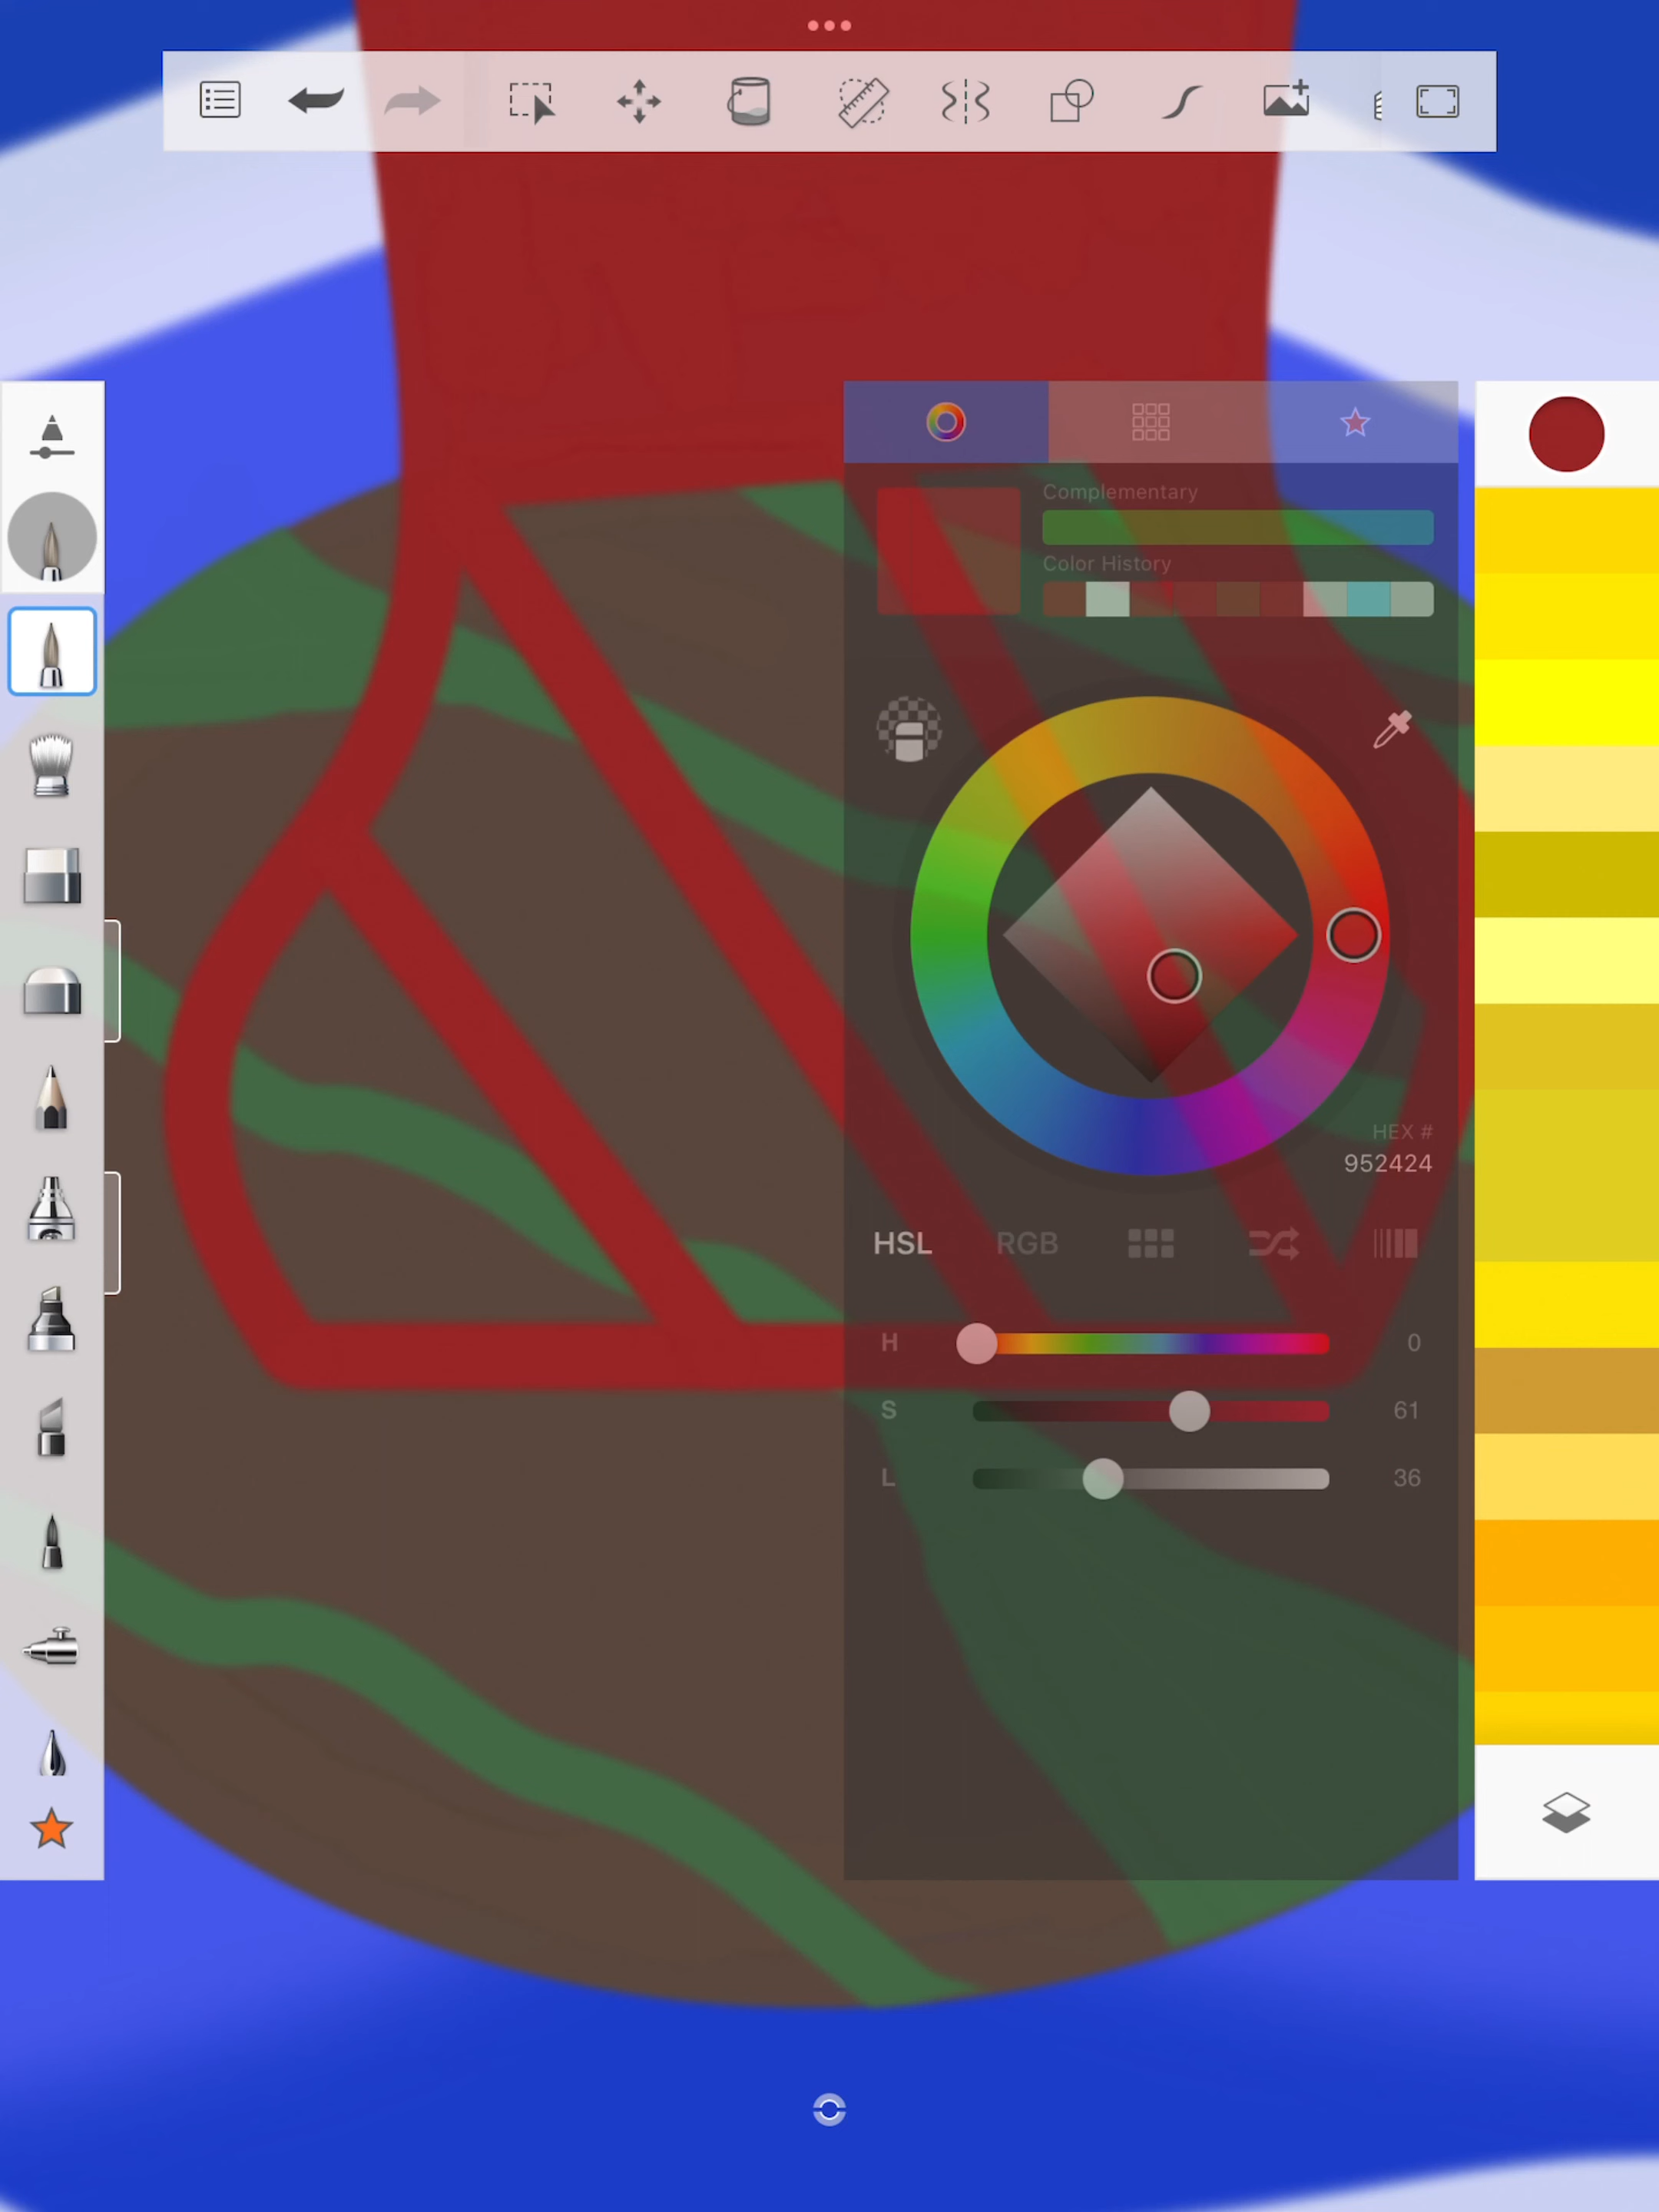 Complementary
Color History
HEX #
952424
HSL RGB
H 0
S 61
L 36